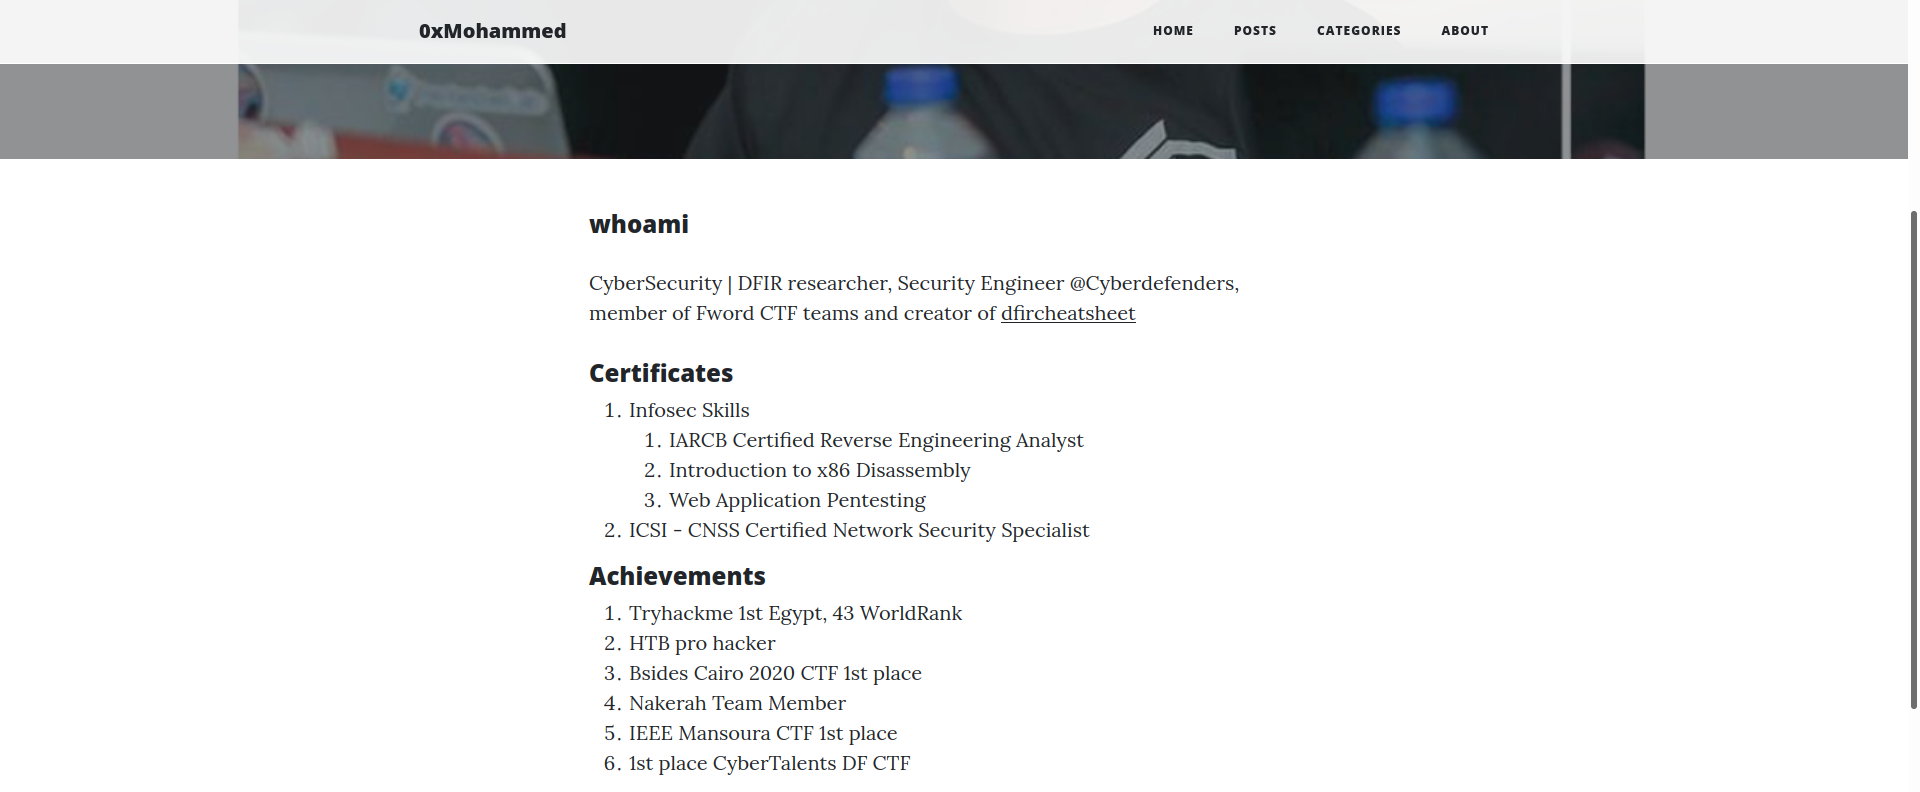 0xMohammed
HOME POSTS CATEGORIES ABOUT
whoami
CyberSecurity | DFIR researcher, Security Engineer @Cyberdefenders,
member of Fword CTF teams and creator of dfircheatsheet
Certificates
1. Infosec Skills
1. IARCB Certified Reverse Engineering Analyst
2. Introduction to x86 Disassembly
3. Web Application Pentesting
2. ICSI - CNSS Certified Network Security Specialist
Achievements
1. Tryhackme 1st Egypt, 43 WorldRank
2. HTB pro hacker
3. Bsides Cairo 2020 CTF 1st place
4. Nakerah Team Member
5. IEEE Mansoura CTF 1st place
6. 1st place CyberTalents DF CTF